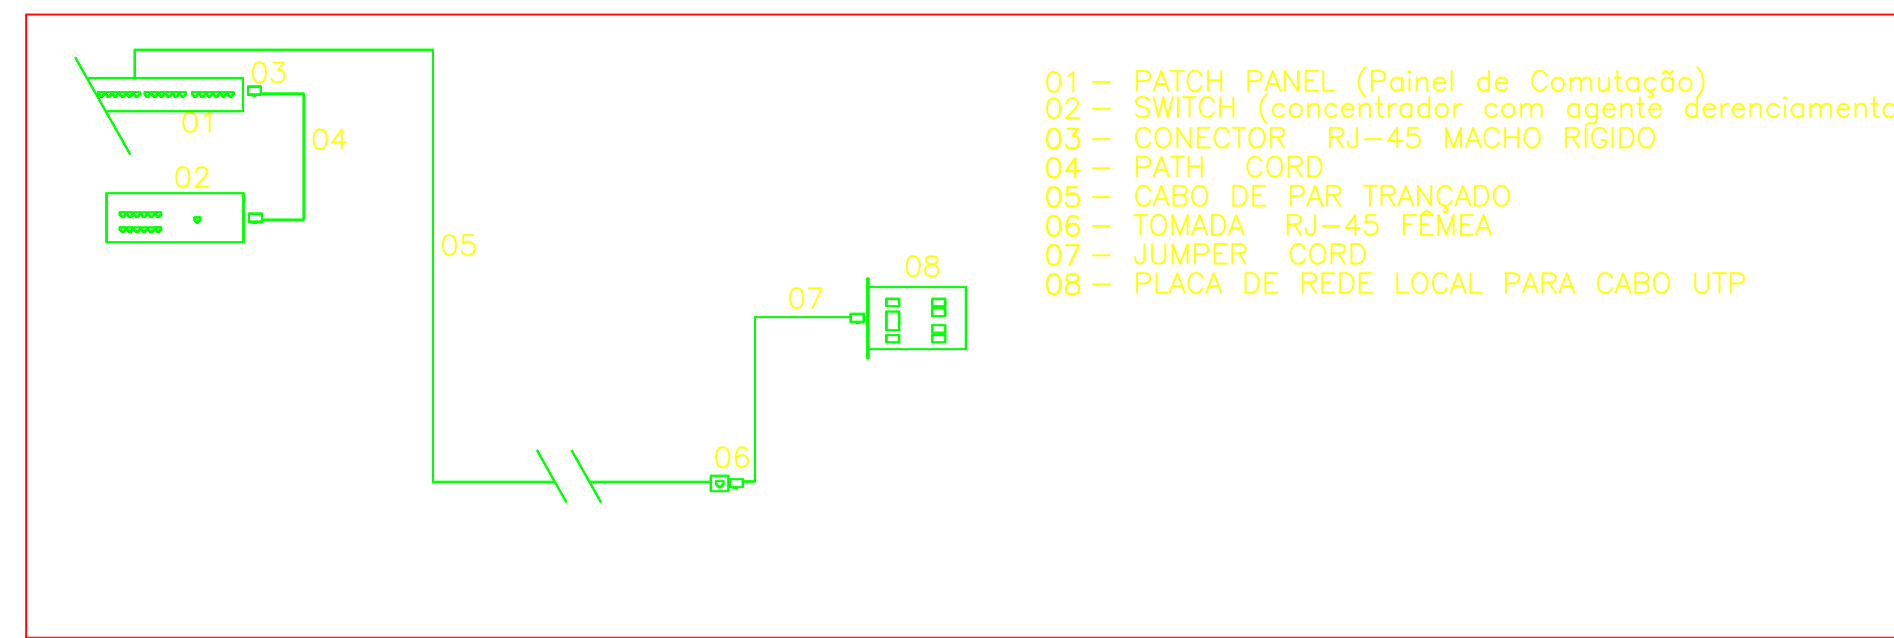 03
01
04
02
05
08
07
06
01 – PATCH PANEL (Painel de Comutação)
02 – SWITCH (concentrador com agente derenciamento
03 – CONECTOR RJ-45 MACHO RÍGIDO
04 – PATH CORD
05 – CABO DE PAR TRANÇADO
06 – TOMADA RJ-45 FÊMEA
07 – JUMPER CORD
08 – PLACA DE REDE LOCAL PARA CABO UTP